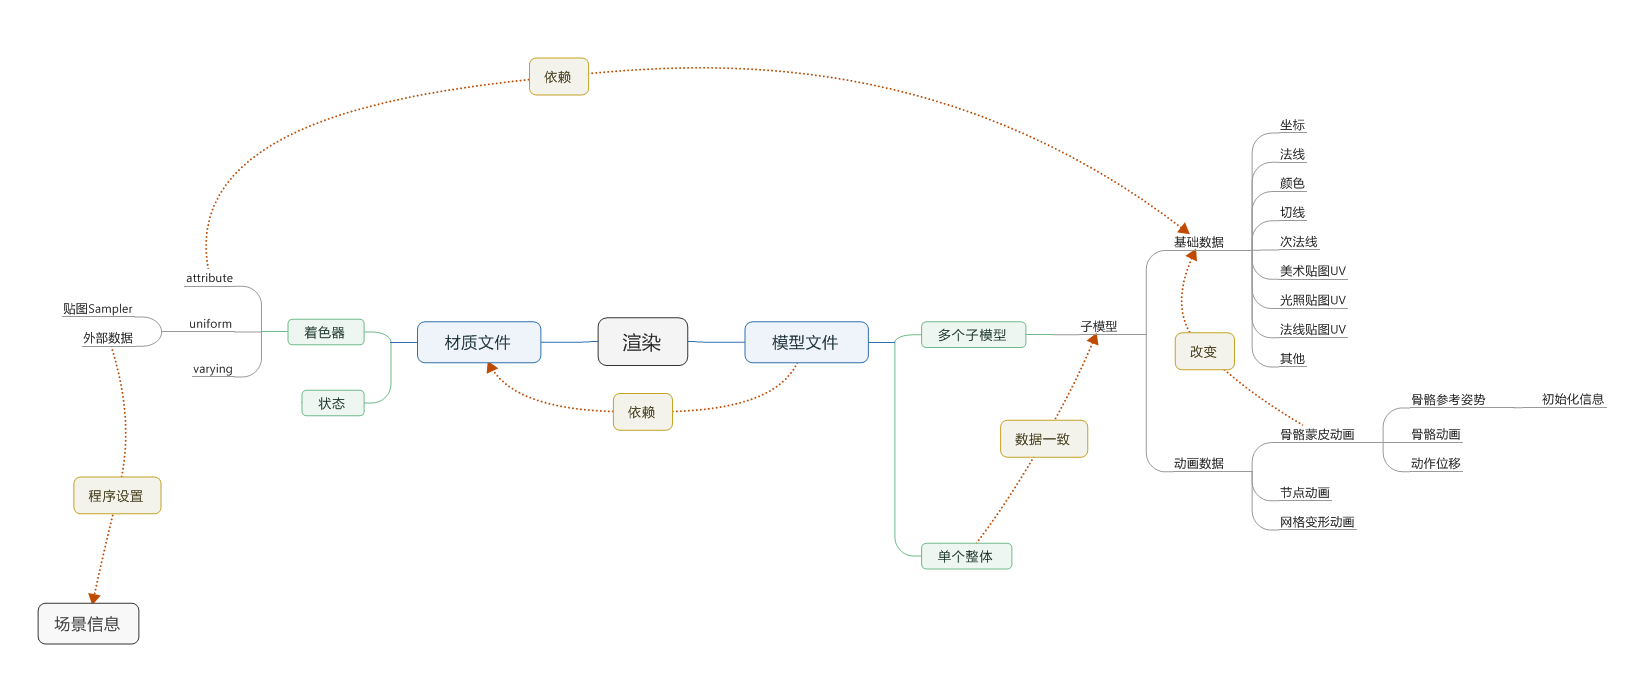 依赖
坐标
法线
颜色
切线
次法线
美术贴图UV
光照贴图UV
法线贴图UV
其他
基础数据
attribute
贴图Sampler
uniform
外部数据
varying
着色器
状态
材质文件
渲染
模型文件
依赖
多个子模型
子模型
改变
数据一致
骨骼参考姿势
初始化信息
骨骼蒙皮动画
骨骼动画
动作位移
动画数据
节点动画
网格变形动画
单个整体
程序设置
场景信息